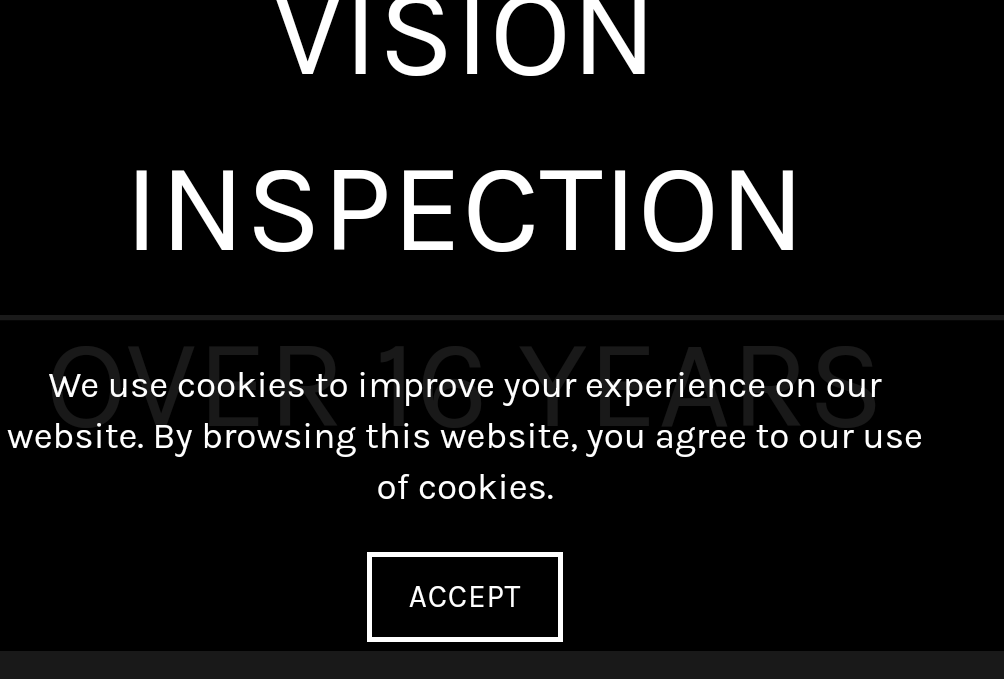 VISION
INSPECTION
OVER 16 YEARS
We use cookies to improve your experience on our
website. By browsing this website, you agree to our use
of cookies.
ACCEPT